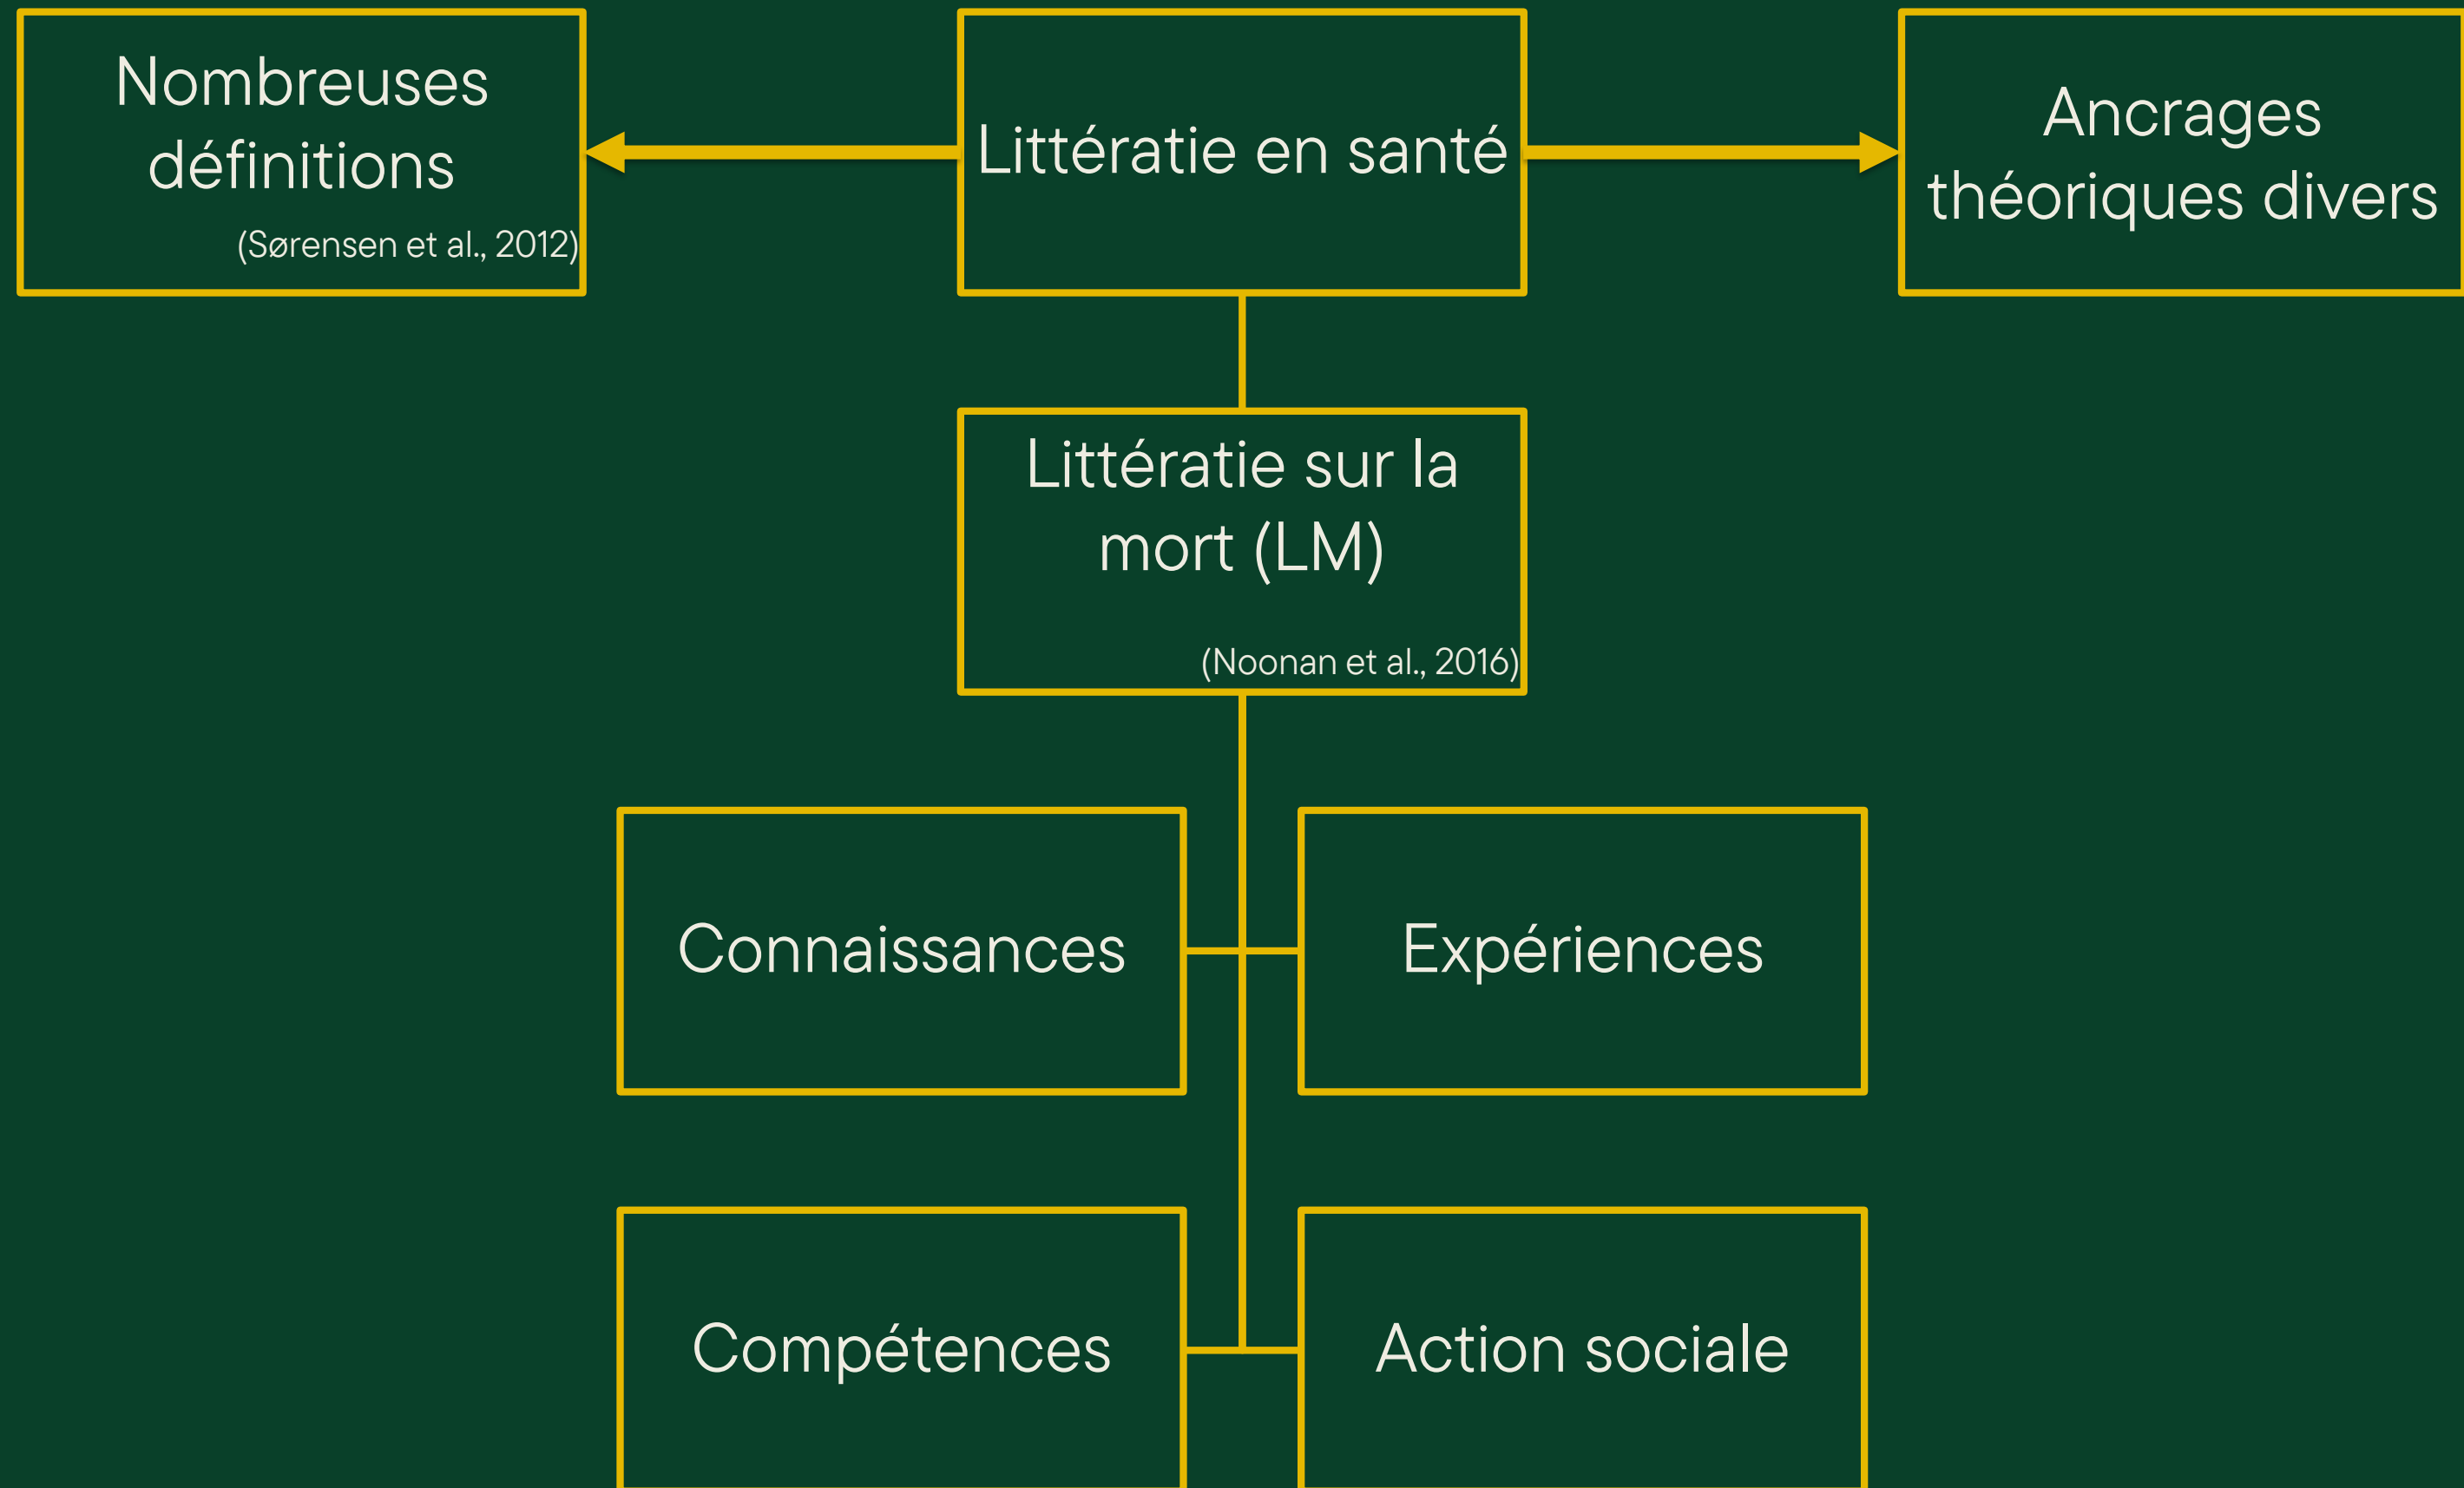 Nombreuses
définitions
(Sørensen et al., 2012)
Littératie en santé
Ancrages
théoriques divers
Littératie sur la
mort (LM)
(Noonan et al., 2016)
Connaissances
Expériences
Compétences
Action sociale